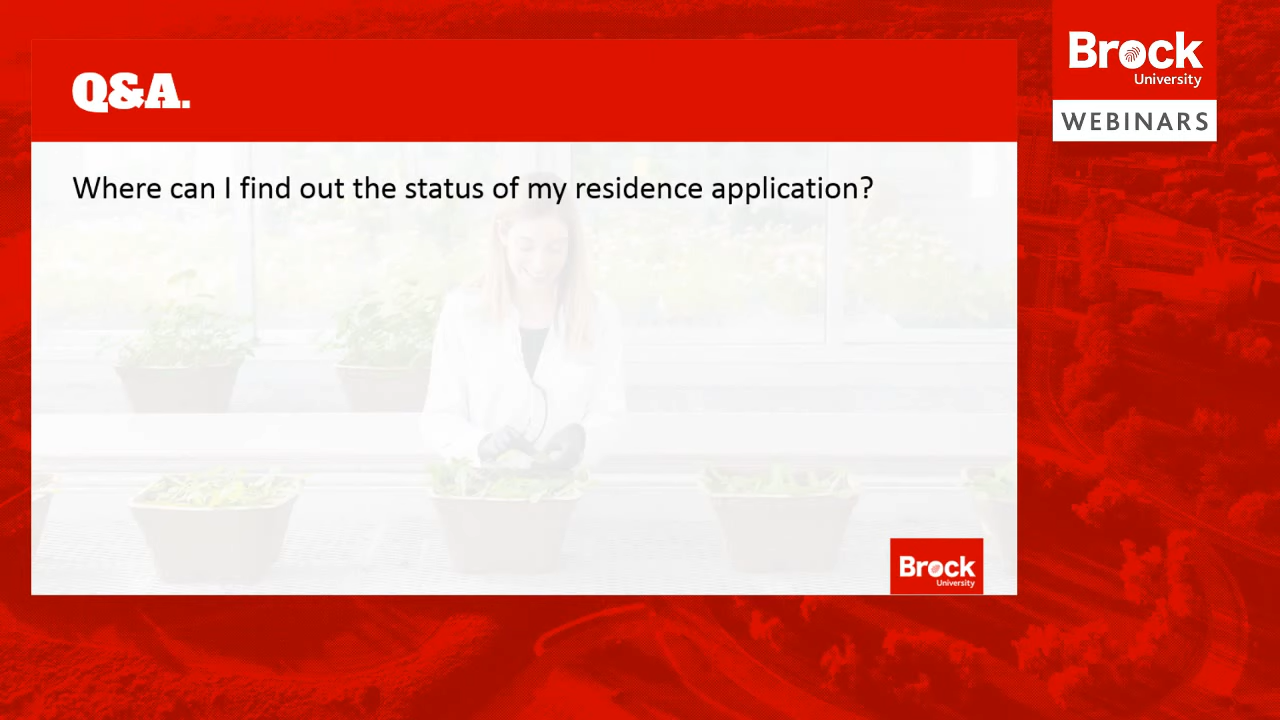 Brock
University
WEBINARS
Q&A.
Where can I find out the status of my residence application?
Brock
University